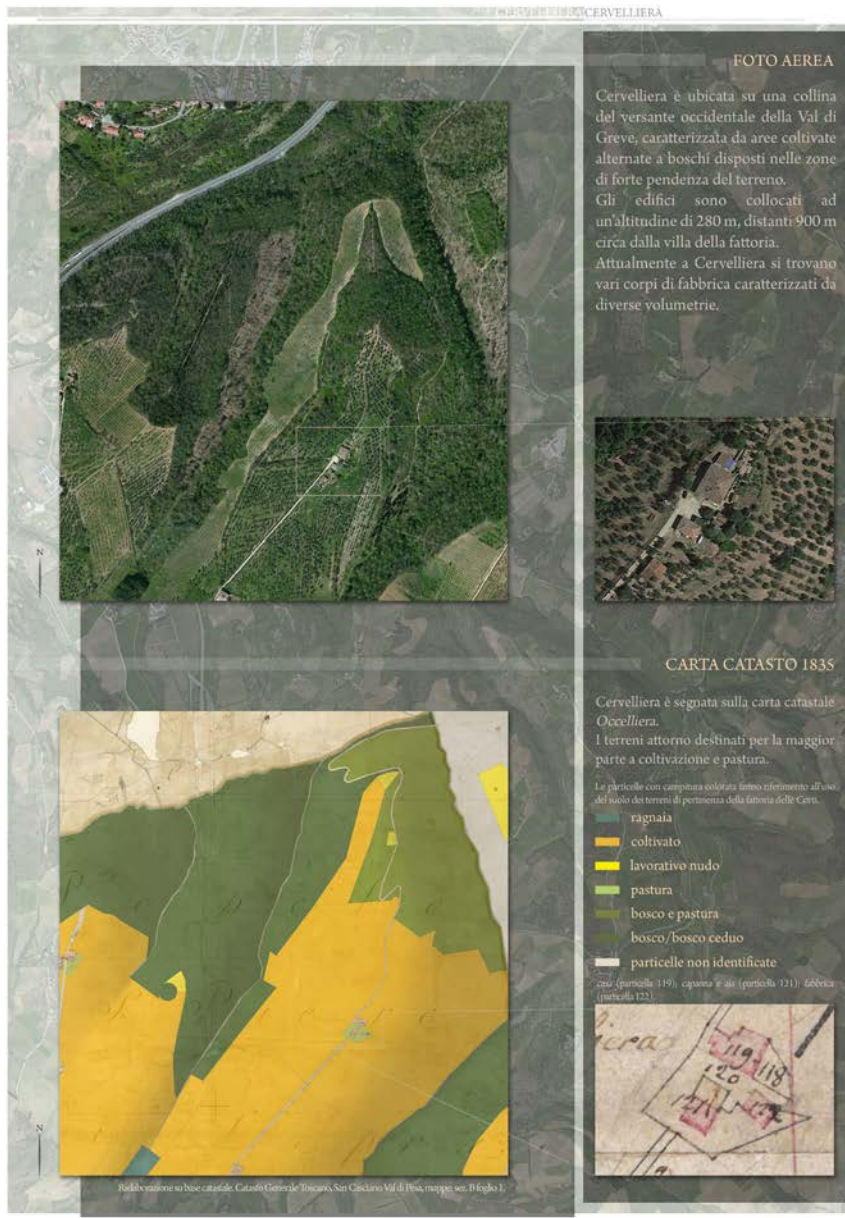 CERVELLIERA CERVELLIERÀ
FOTO AEREA
Cervelliera è ubicata su una collina
del versante occidentale della Val di
Greve, caratterizzata da aree coltivate
alternate a boschi disposti nelle zone
di forte pendenza del terreno.
Gli edifici sono collocati ad
un'altitudine di 280 m, distanti 900 m
circa dalla villa della fattoria.
Attualmente a Cervelliera si trovano
vari corpi di fabbrica caratterizzati da
diverse volumetrie.
N
CARTA CATASTO 1835
Cervelliera è segnata sulla carta catastale
Occelliera.
I terreni attorno destinati per la maggior
parte a coltivazione e pastura.
Le particelle con campitura colorata fanno riferimento all'uso
del suolo dei terreni di pertinenza della fattoria delle Corti.
ragnaia
coltivato
lavorativo nudo
pastura
bosco e pastura
bosco/bosco ceduo
particelle non identificate
casa (particella 119); capanna e aia (particella 121); fabbrica
(particella 122).
N
119 118
120
121 122
Rielaborazione su base catastale. Catasto Generale Toscano, San Casciano Val di Pesa, mappe: sez. B foglio 1.